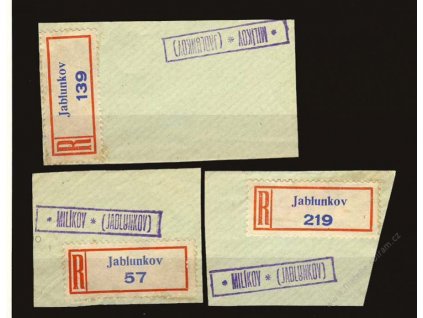 * MILÍKOV * (JABLUNKOV)
R Jablunkov
139
* MILÍKOV * (JABLUNKOV)
R Jablunkov
57
R Jablunkov
219
* MILÍKOV * (JABLUNKOV)